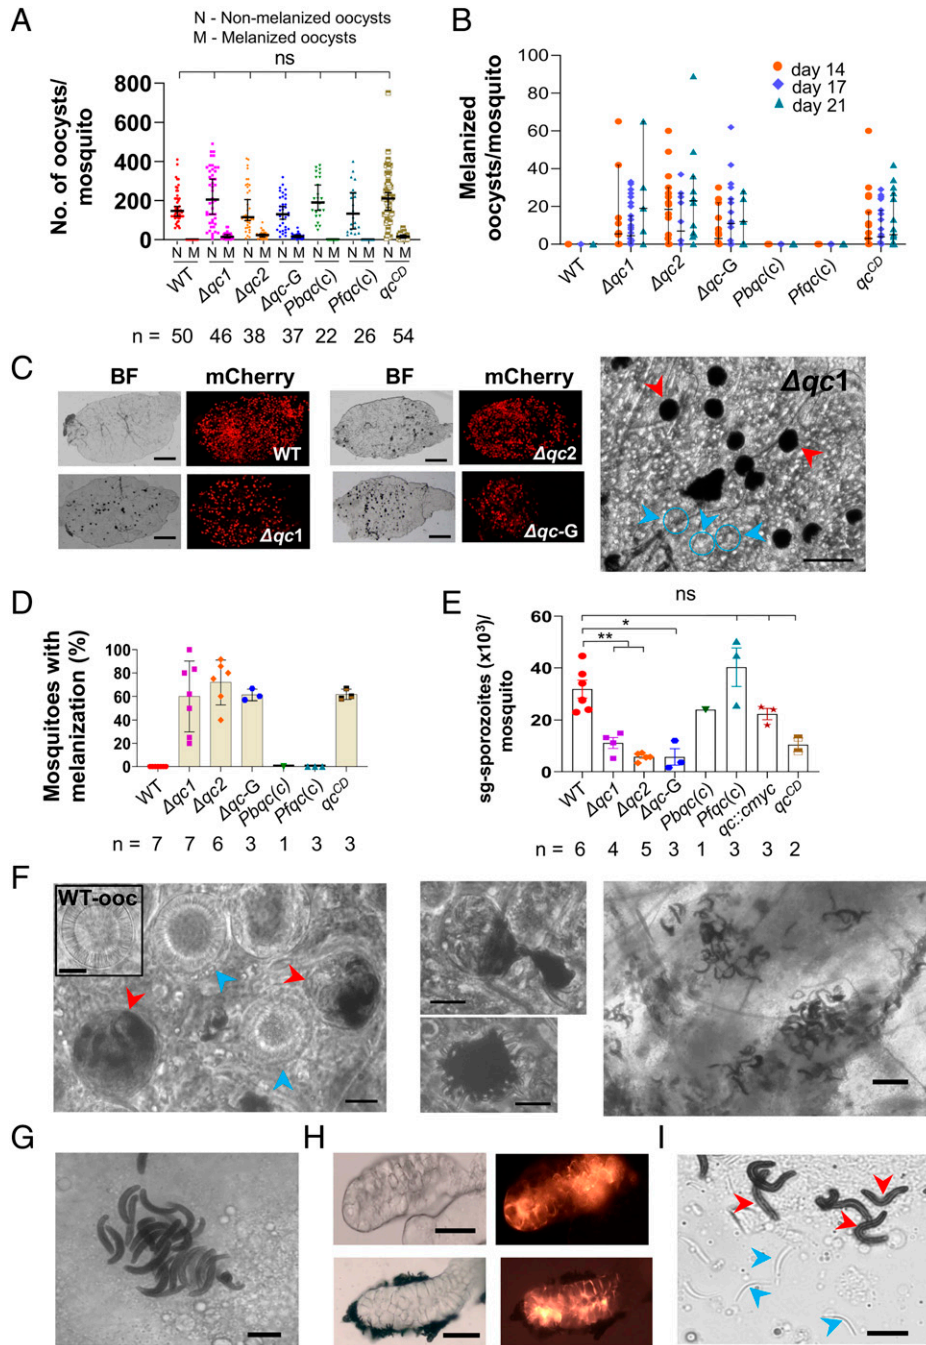 A
N - Non-melanized oocysts
M - Melanized oocysts
ns
No. of oocysts/
mosquito
800
600
400
200
0
N M N M N M N M N M N M N M
WT Δqc1 Δqc2 Δqc-G Pbqc(c) Pfqc(c) qcCD
n = 50 46 38 37 22 26 54
B
Melanized
oocysts/mosquito
100
80
60
40
20
0
day 14
day 17
day 21
WT Δqc1 Δqc2 Δqc-G Pbqc(c) Pfqc(c) qcCD
C
BF mCherry BF mCherry
WT
Δqc2
Δqc1
Δqc-G
Δqc1
D
Mosquitoes with
melanization (%)
120
100
80
60
40
20
0
WT Δqc1 Δqc2 Δqc-G Pbqc(c) Pfqc(c) qcCD
n = 7 7 6 3 1 3 3
E
sg-sporozoites (x10³)/
mosquito
60
40
20
0
ns
*
**
WT Δqc1 Δqc2 Δqc-G Pbqc(c) Pfqc(c) qc::cmyc qcCD
n = 6 4 5 3 1 3 3 2
F
WT-ooc
G
H
I